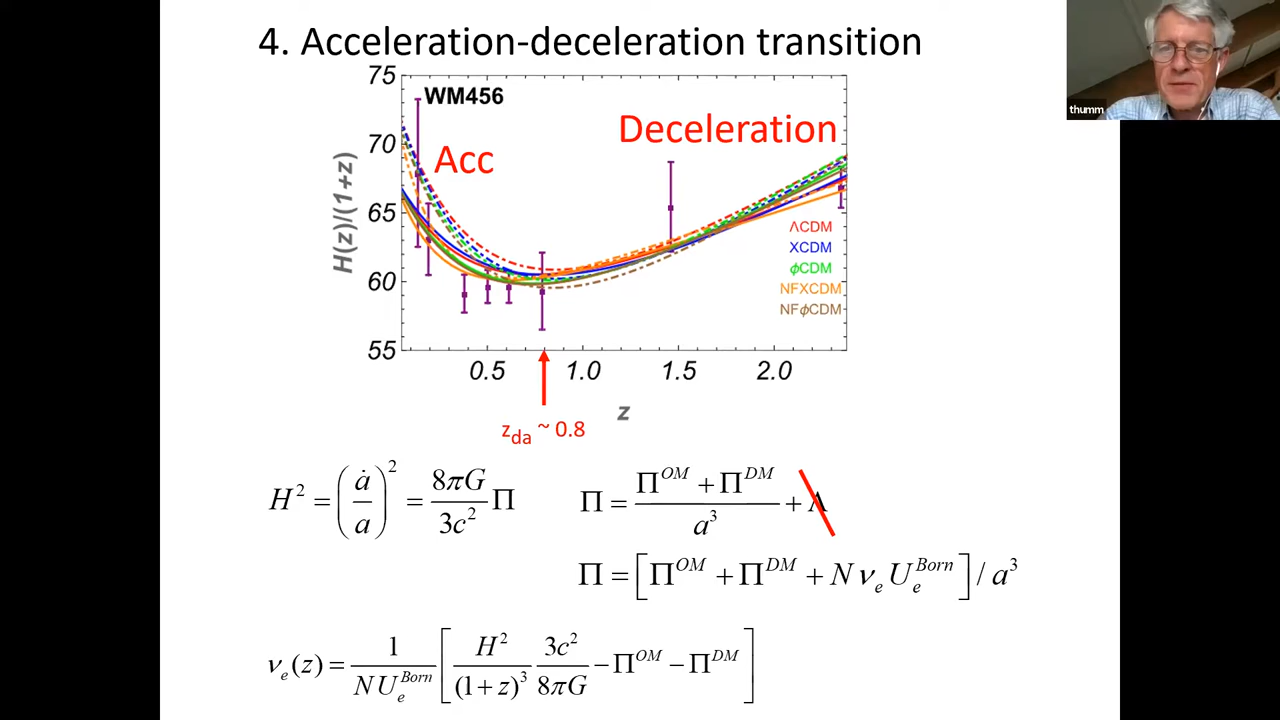 4. Acceleration-deceleration transition
thumm
75
WM456
Deceleration
70
Acc
65
60
55
H(z)/(1+z)
ΛCDM
XCDM
ϕCDM
NFXCDM
NFϕCDM
0.5 1.0 1.5 2.0
z
z_da ~ 0.8
H² = (ȧ/a)² = 8πG/3c² Π
Π = (Π^OM + Π^DM)/a³ + Λ
Π = [Π^OM + Π^DM + N ν_e U_e^Born] / a³
ν_e(z) = 1/(N U_e^Born) [H²/(1+z)³ 3c²/8πG − Π^OM − Π^DM]